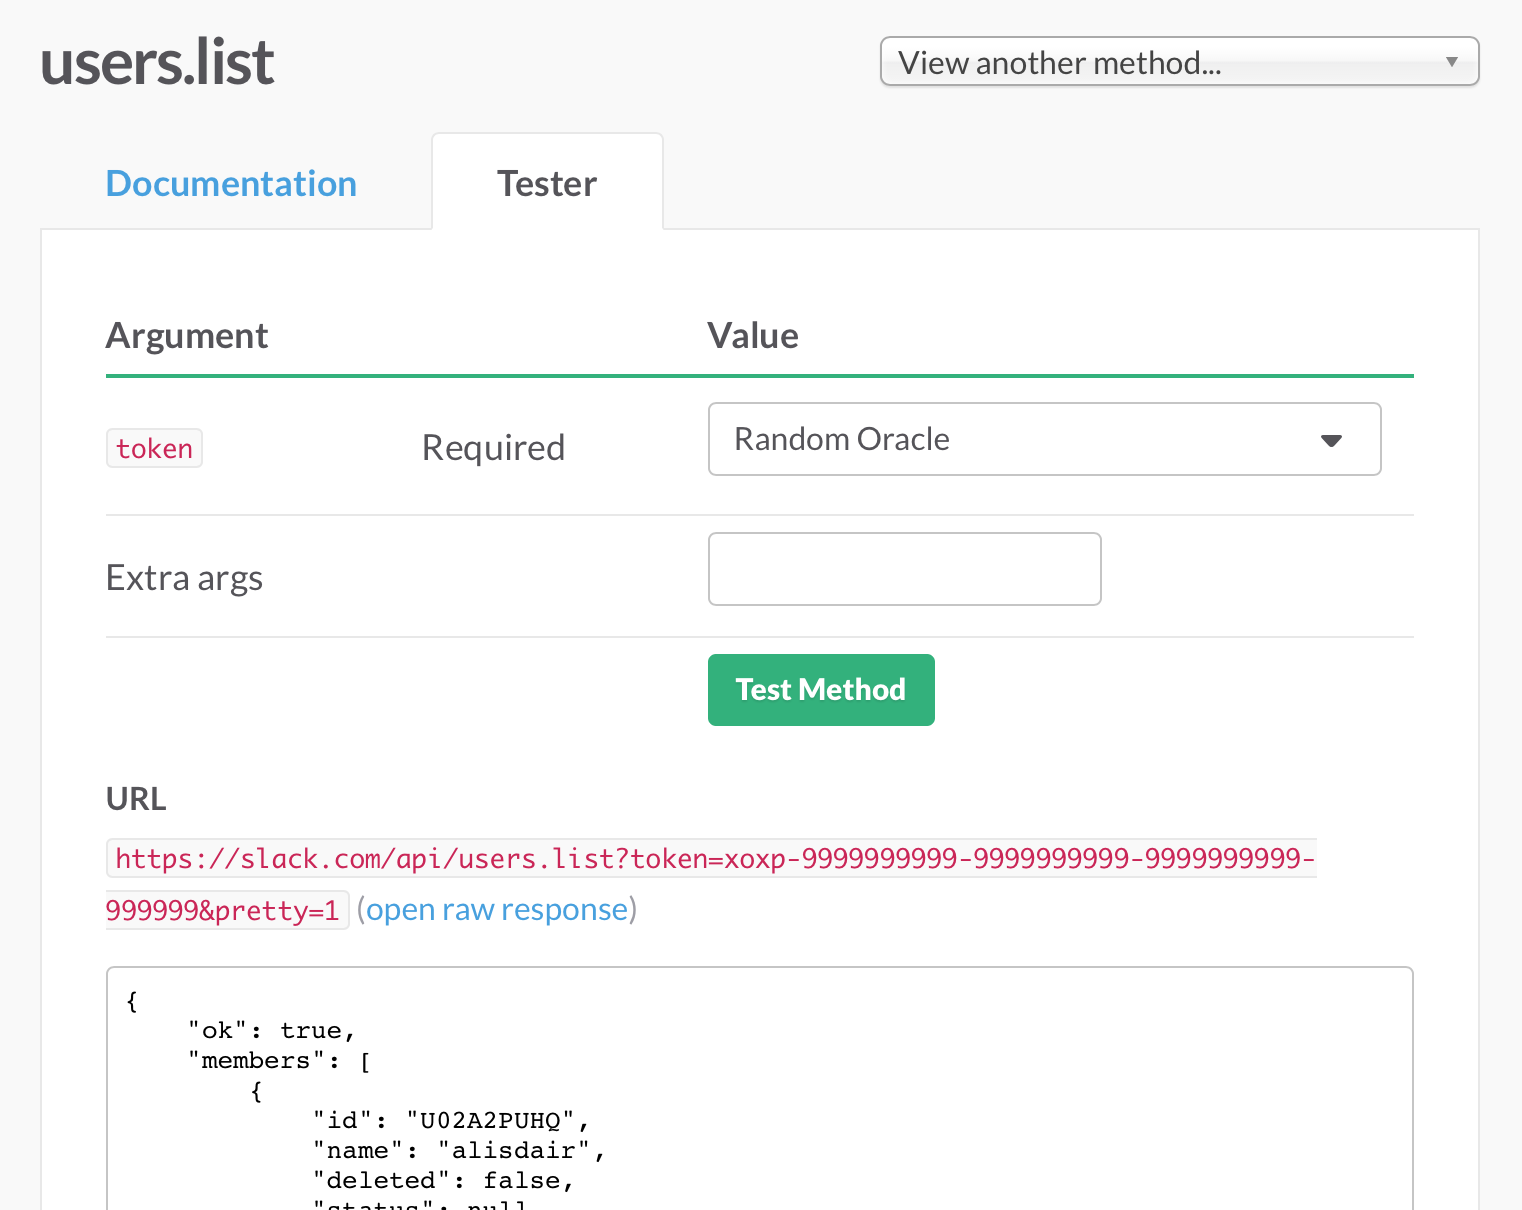 users.list
View another method...
Documentation
Tester
Argument Value
token Required Random Oracle
Extra args
Test Method
URL
https://slack.com/api/users.list?token=xoxp-9999999999-9999999999-9999999999-
999999&pretty=1 (open raw response)
{
"ok": true,
"members": [
{
"id": "U02A2PUHQ",
"name": "alisdair",
"deleted": false,
"status": null